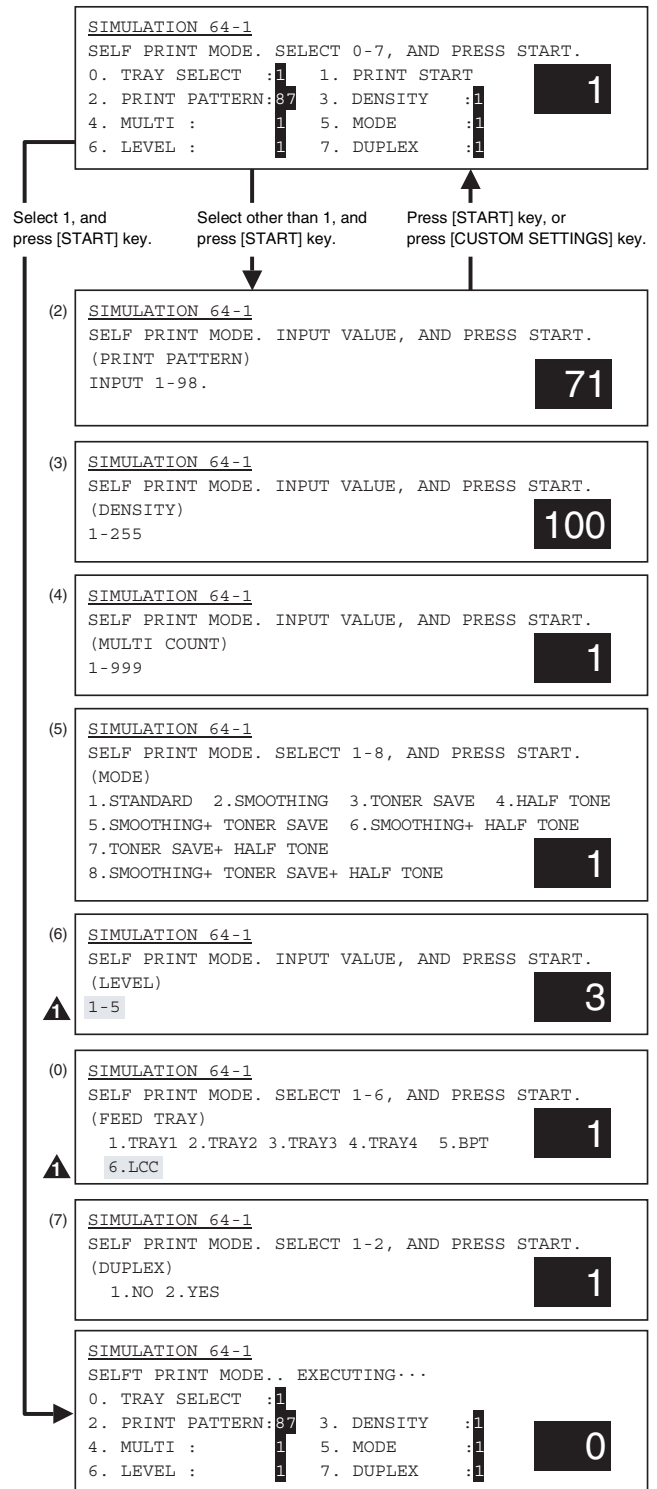 SIMULATION 64-1
SELF PRINT MODE. SELECT 0-7, AND PRESS START.
0. TRAY SELECT :1 1. PRINT START
2. PRINT PATTERN:87 3. DENSITY :1
4. MULTI : 1 5. MODE :1
6. LEVEL : 1 7. DUPLEX :1
1
Select 1, and
press [START] key.
Select other than 1, and
press [START] key.
Press [START] key, or
press [CUSTOM SETTINGS] key.
(2) SIMULATION 64-1
SELF PRINT MODE. INPUT VALUE, AND PRESS START.
(PRINT PATTERN)
INPUT 1-98.
71
(3) SIMULATION 64-1
SELF PRINT MODE. INPUT VALUE, AND PRESS START.
(DENSITY)
1-255
100
(4) SIMULATION 64-1
SELF PRINT MODE. INPUT VALUE, AND PRESS START.
(MULTI COUNT)
1-999
1
(5) SIMULATION 64-1
SELF PRINT MODE. SELECT 1-8, AND PRESS START.
(MODE)
1.STANDARD 2.SMOOTHING 3.TONER SAVE 4.HALF TONE
5.SMOOTHING+ TONER SAVE 6.SMOOTHING+ HALF TONE
7.TONER SAVE+ HALF TONE
8.SMOOTHING+ TONER SAVE+ HALF TONE
1
(6) SIMULATION 64-1
SELF PRINT MODE. INPUT VALUE, AND PRESS START.
(LEVEL)
1 1-5
3
(0) SIMULATION 64-1
SELF PRINT MODE. SELECT 1-6, AND PRESS START.
(FEED TRAY)
1.TRAY1 2.TRAY2 3.TRAY3 4.TRAY4 5.BPT
1 6.LCC
1
(7) SIMULATION 64-1
SELF PRINT MODE. SELECT 1-2, AND PRESS START.
(DUPLEX)
1.NO 2.YES
1
SIMULATION 64-1
SELFT PRINT MODE.. EXECUTING···
0. TRAY SELECT :1
2. PRINT PATTERN:87 3. DENSITY :1
4. MULTI : 1 5. MODE :1
6. LEVEL : 1 7. DUPLEX :1
0